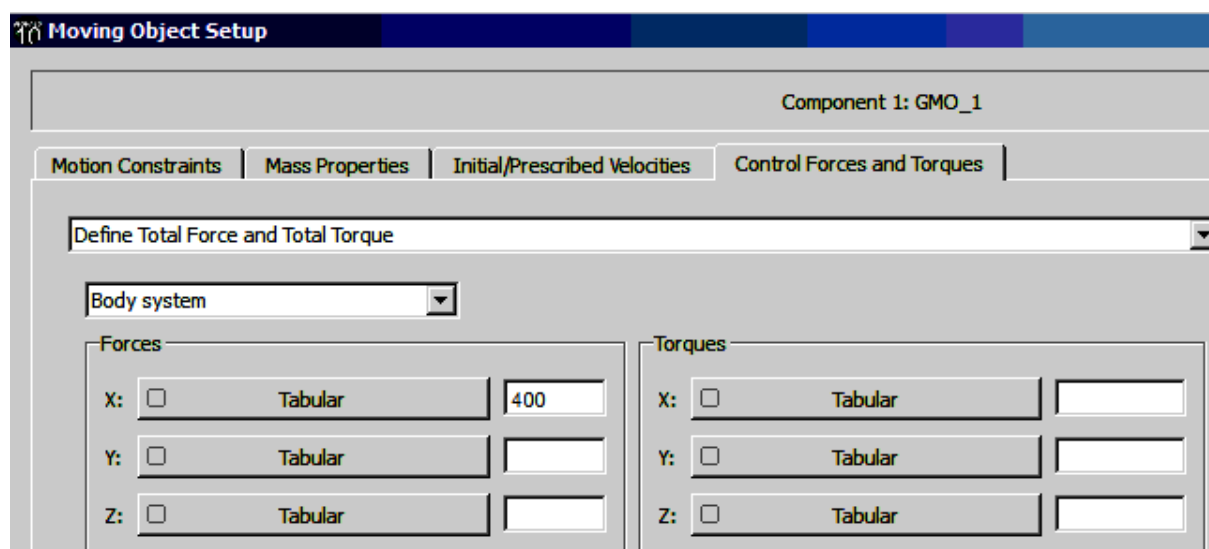 Moving Object Setup
Component 1: GMO_1
Motion Constraints Mass Properties Initial/Prescribed Velocities Control Forces and Torques
Define Total Force and Total Torque
Body system
Forces Torques
X: Tabular 400 X: Tabular
Y: Tabular Y: Tabular
Z: Tabular Z: Tabular